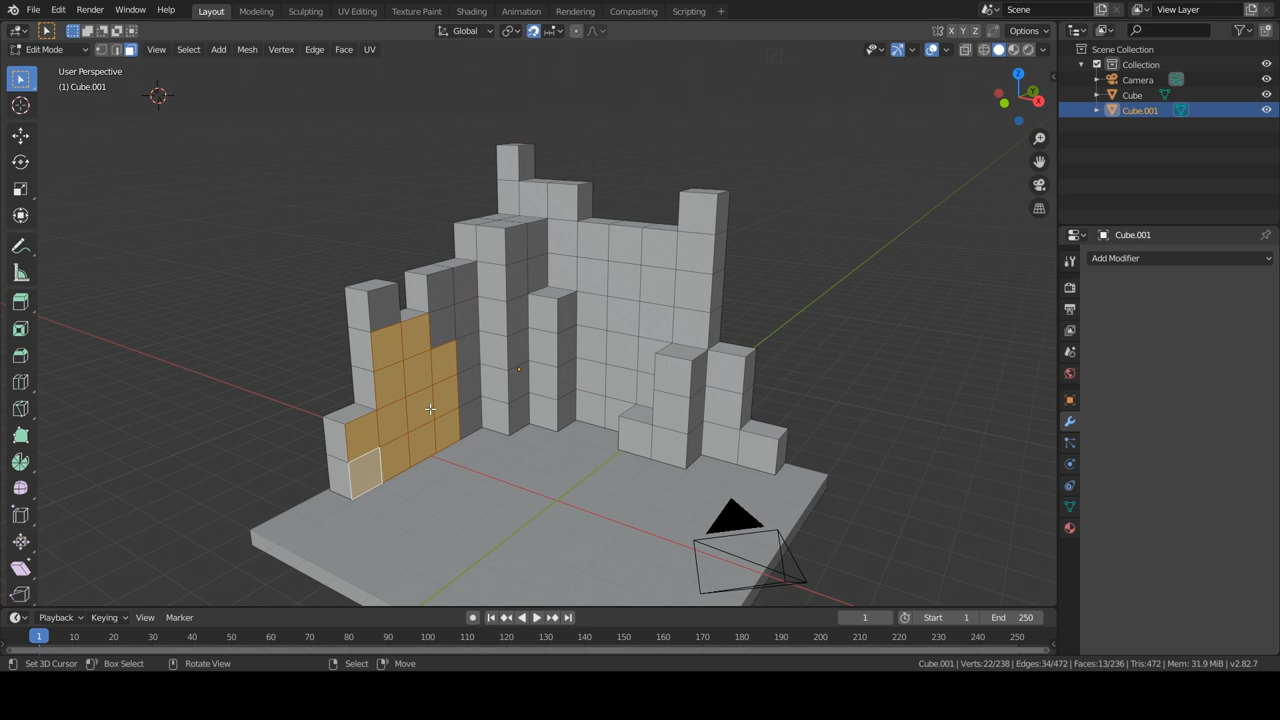 File Edit Render Window Help Layout Modeling Sculpting UV Editing Texture Paint Shading Animation Rendering Compositing Scripting + Scene View Layer
Global X Y Z Options
Edit Mode View Select Add Mesh Vertex Edge Face UV
User Perspective
(1) Cube.001
Z
Y
X
Scene Collection
Collection
Camera
Cube
Cube.001
Cube.001
Add Modifier
Playback Keying View Marker 1 Start 1 End 250
1 10 20 30 40 50 60 70 80 90 100 110 120 130 140 150 160 170 180 190 200 210 220 230 240 250
Set 3D Cursor Box Select Rotate View Select Move Cube.001 | Verts:22/238 | Edges:34/472 | Faces:13/236 | Tris:472 | Mem: 31.9 MiB | v2.82.7